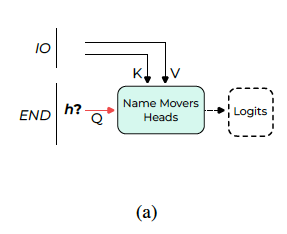 IO
K V
h?
END
Q
Name Movers
Heads
Logits
(a)